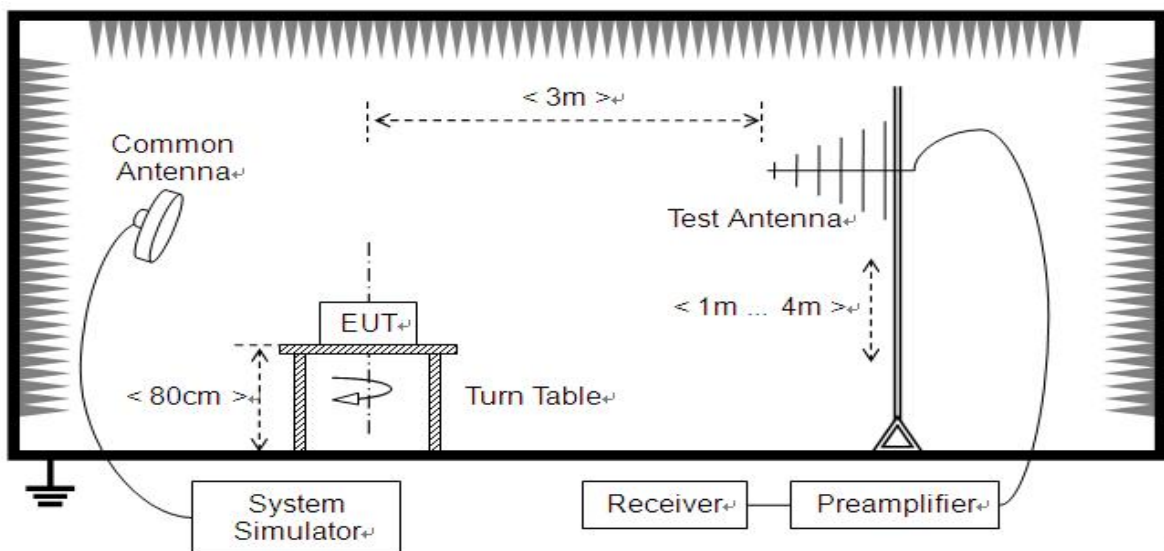 < 3m >↵
Common
Antenna↵
Test Antenna↵
< 1m ... 4m >↵
EUT↵
< 80cm >↵
Turn Table↵
System
Simulator↵
Receiver↵
Preamplifier↵